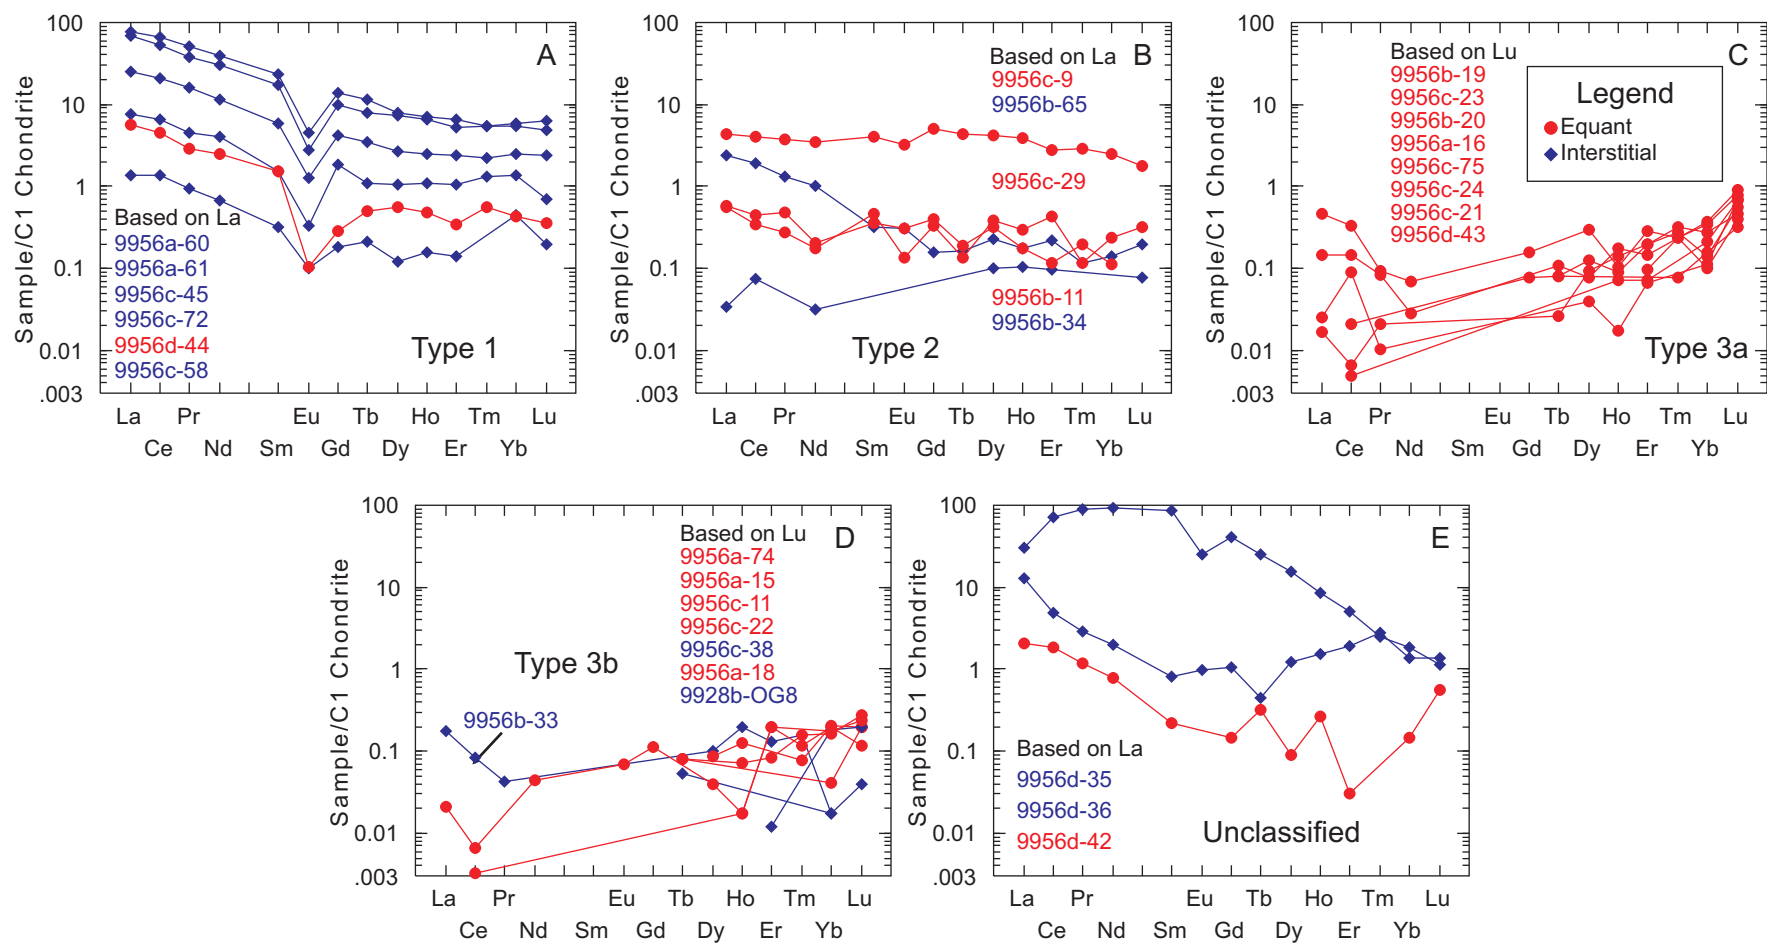 A
Sample/C1 Chondrite
100
10
1
0.1
0.01
.003
Based on La
9956a-60
9956a-61
9956c-45
9956c-72
9956d-44
9956c-58
Type 1
La Pr Eu Tb Ho Tm Lu
Ce Nd Sm Gd Dy Er Yb
B
Sample/C1 Chondrite
100
10
1
0.1
0.01
.003
Based on La
9956c-9
9956b-65
9956c-29
9956b-11
9956b-34
Type 2
La Pr Eu Tb Ho Tm Lu
Ce Nd Sm Gd Dy Er Yb
C
Sample/C1 Chondrite
100
10
1
0.1
0.01
.003
Based on Lu
9956b-19
9956c-23
9956b-20
9956a-16
9956c-75
9956c-24
9956c-21
9956d-43
Legend
Equant
Interstitial
Type 3a
La Pr Eu Tb Ho Tm Lu
Ce Nd Sm Gd Dy Er Yb
D
Sample/C1 Chondrite
100
10
1
0.1
0.01
.003
Based on Lu
9956a-74
9956a-15
9956c-11
9956c-22
9956c-38
9956a-18
9928b-OG8
Type 3b
9956b-33
La Pr Eu Tb Ho Tm Lu
Ce Nd Sm Gd Dy Er Yb
E
Sample/C1 Chondrite
100
10
1
0.1
0.01
.003
Based on La
9956d-35
9956d-36
9956d-42
Unclassified
La Pr Eu Tb Ho Tm Lu
Ce Nd Sm Gd Dy Er Yb